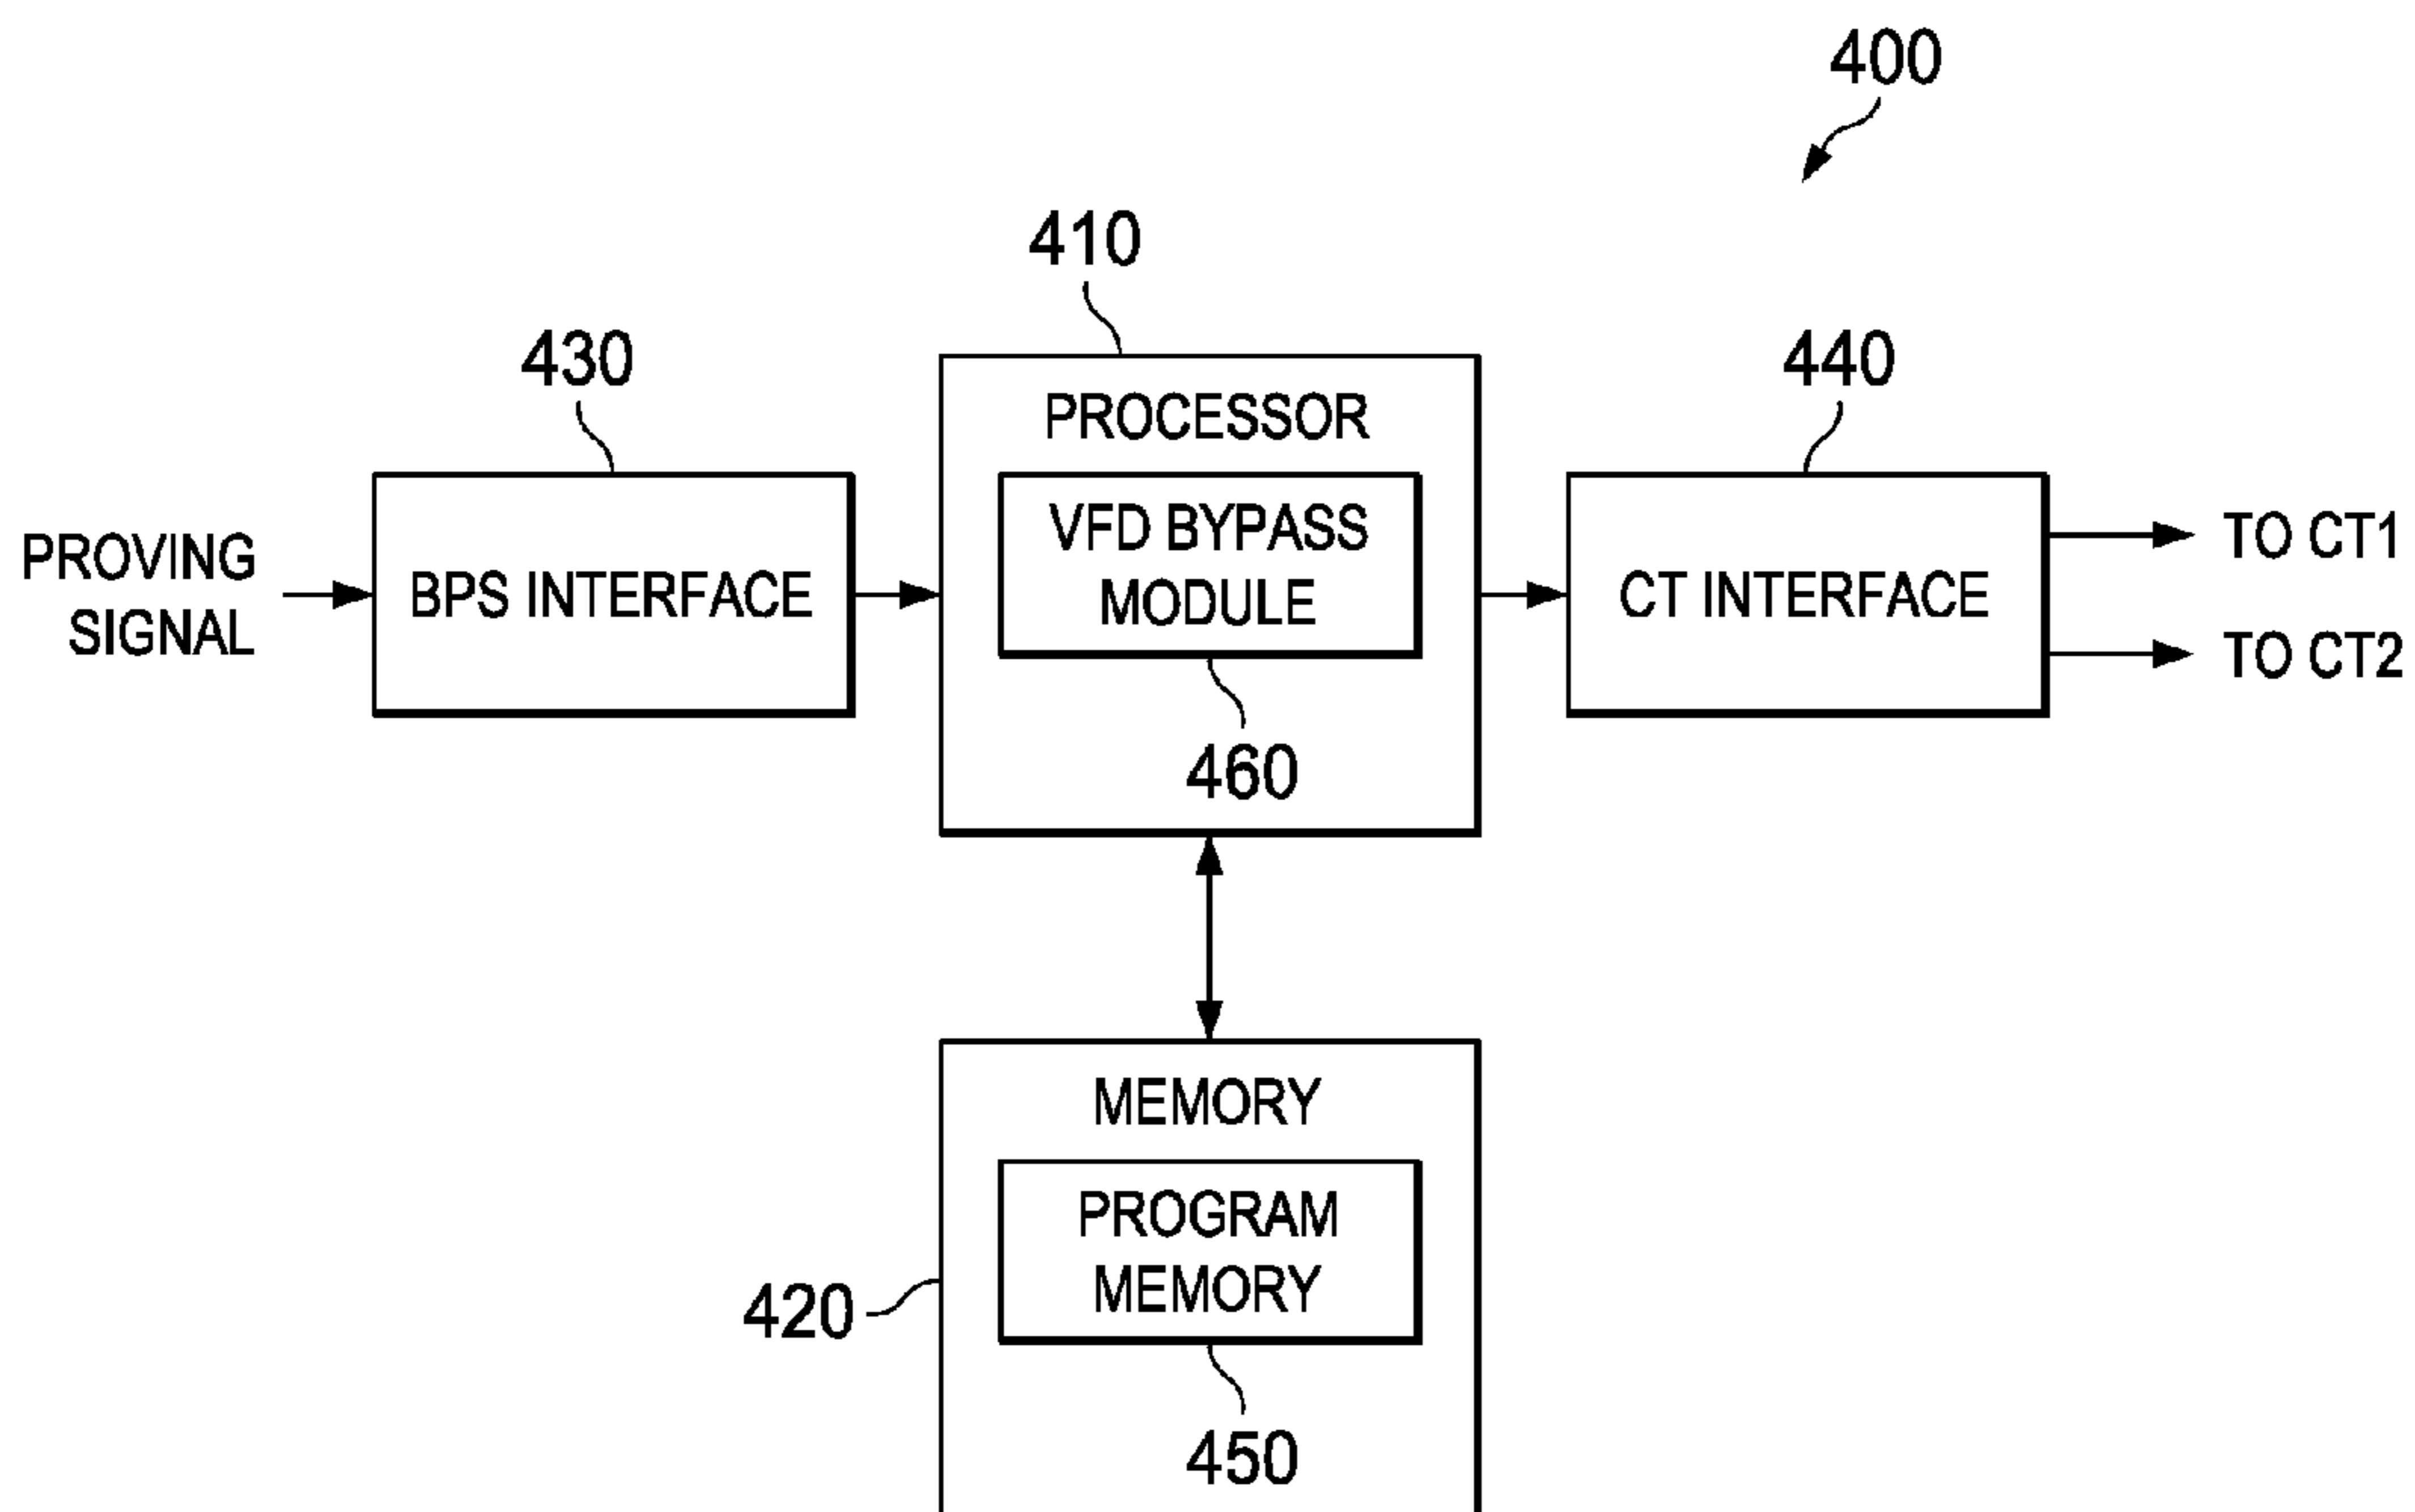 400
410
430
440
PROCESSOR
VFD BYPASS
MODULE
460
PROVING
SIGNAL
BPS INTERFACE
CT INTERFACE
TO CT1
TO CT2
MEMORY
PROGRAM
MEMORY
420
450